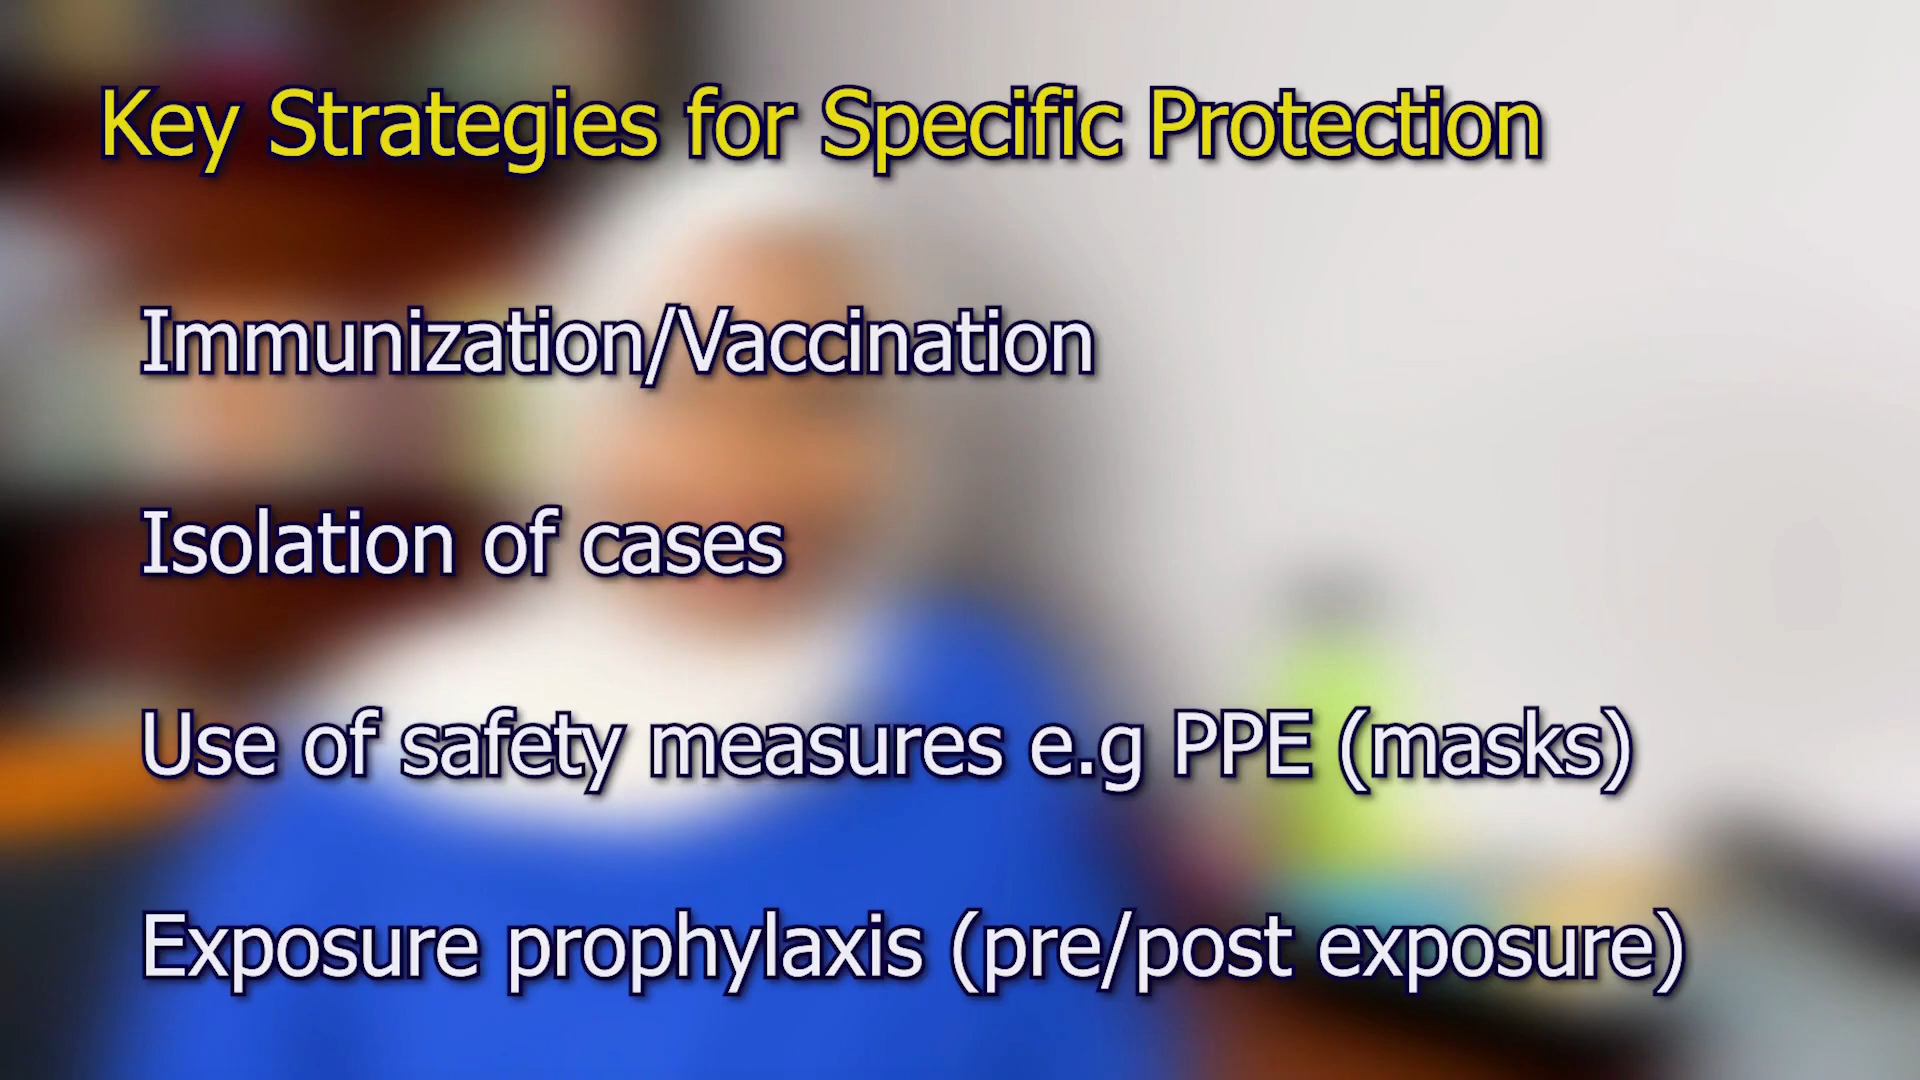 Key Strategies for Specific Protection
Immunization/Vaccination
Isolation of cases
Use of safety measures e.g PPE (masks)
Exposure prophylaxis (pre/post exposure)